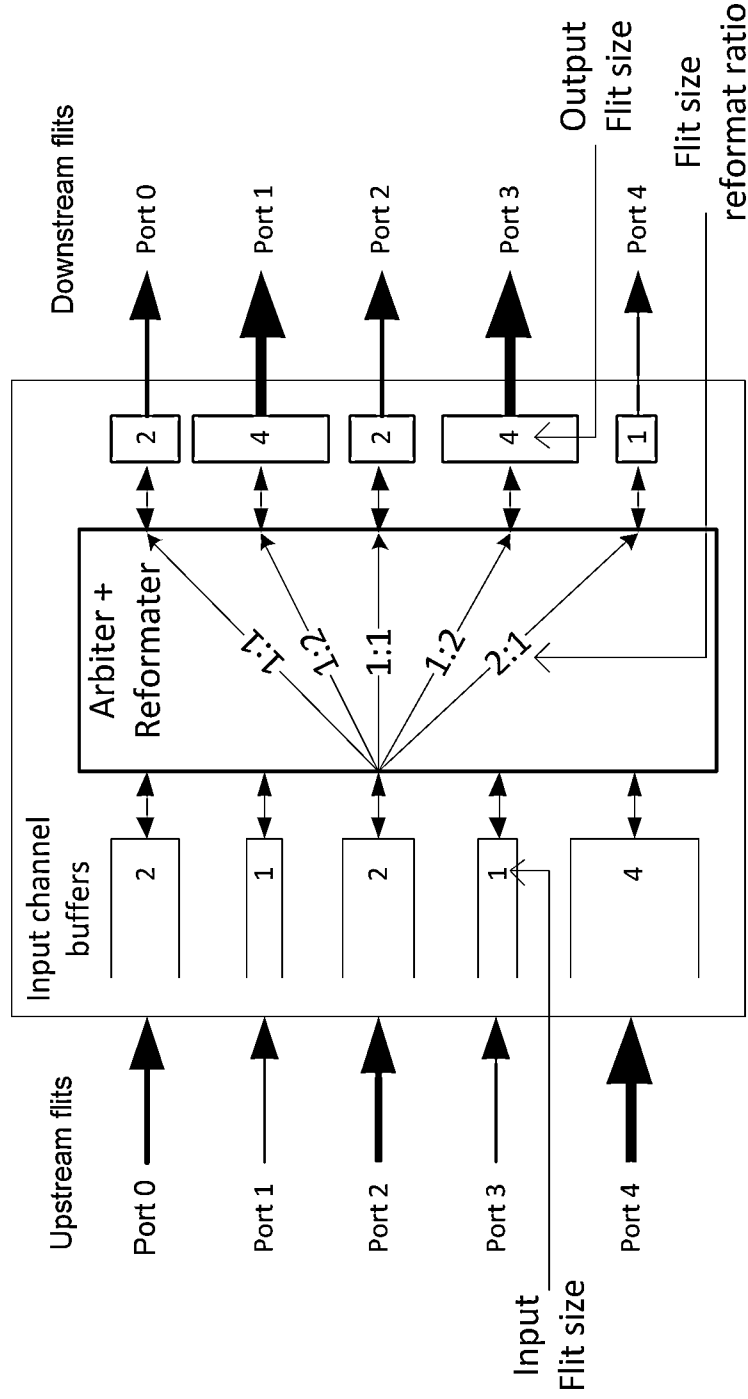 Upstream flits
Downstream flits
Input channel
buffers
Arbiter +
Reformater
Port 0
2
1:1
2
Port 0
Port 1
1
1:2
4
Port 1
Port 2
2
1:1
2
Port 2
Port 3
1
1:2
4
Port 3
Port 4
4
2:1
1
Port 4
Input
Flit size
Output
Flit size
Flit size
reformat ratio